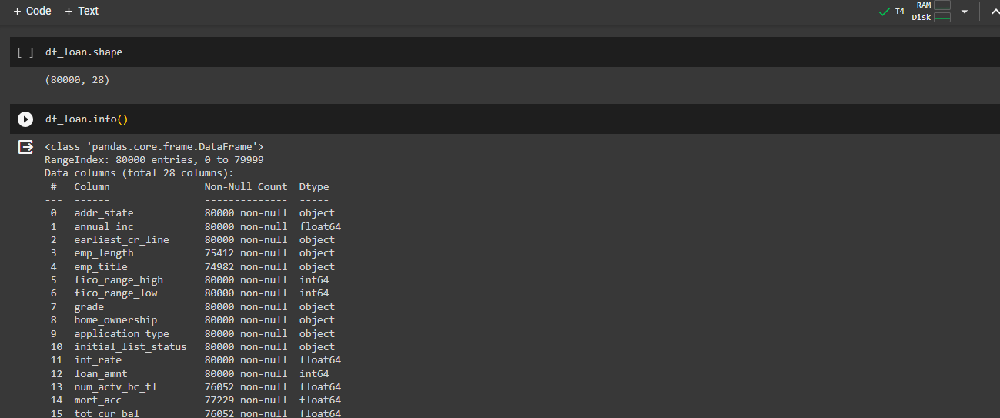 + Code + Text
T4 RAM
Disk
[ ] df_loan.shape
(80000, 28)
df_loan.info()
<class 'pandas.core.frame.DataFrame'>
RangeIndex: 80000 entries, 0 to 79999
Data columns (total 28 columns):
 #   Column                Non-Null Count  Dtype
---  ------                --------------  -----
 0   addr_state            80000 non-null  object
 1   annual_inc            80000 non-null  float64
 2   earliest_cr_line      80000 non-null  object
 3   emp_length            75412 non-null  object
 4   emp_title             74982 non-null  object
 5   fico_range_high       80000 non-null  int64
 6   fico_range_low        80000 non-null  int64
 7   grade                 80000 non-null  object
 8   home_ownership        80000 non-null  object
 9   application_type      80000 non-null  object
 10  initial_list_status   80000 non-null  object
 11  int_rate              80000 non-null  float64
 12  loan_amnt             80000 non-null  int64
 13  num_actv_bc_tl        76052 non-null  float64
 14  mort_acc              77229 non-null  float64
 15  tot_cur_bal           76052 non-null  float64